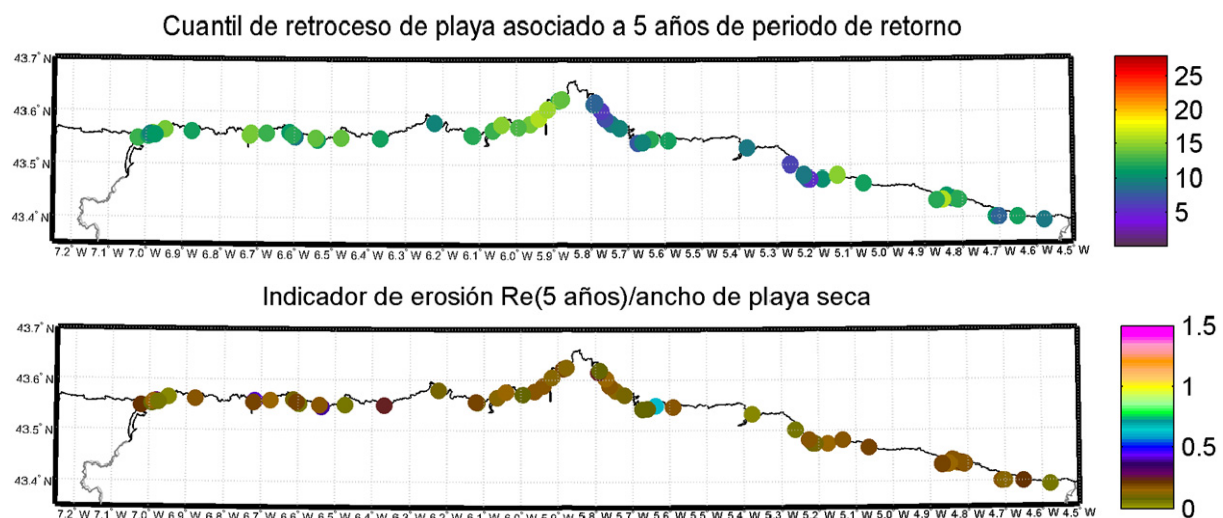 Cuantil de retroceso de playa asociado a 5 años de periodo de retorno
43.7° N
43.6° N
43.5° N
43.4° N
7.2° W 7.1° W 7.0° W 6.9° W 6.8° W 6.7° W 6.6° W 6.5° W 6.4° W 6.3° W 6.2° W 6.1° W 6.0° W 5.9° W 5.8° W 5.7° W 5.6° W 5.5° W 5.4° W 5.3° W 5.2° W 5.1° W 5.0° W 4.9° W 4.8° W 4.7° W 4.6° W 4.5° W
25
20
15
10
5
Indicador de erosión Re(5 años)/ancho de playa seca
43.7° N
43.6° N
43.5° N
43.4° N
7.2° W 7.1° W 7.0° W 6.9° W 6.8° W 6.7° W 6.6° W 6.5° W 6.4° W 6.3° W 6.2° W 6.1° W 6.0° W 5.9° W 5.8° W 5.7° W 5.6° W 5.5° W 5.4° W 5.3° W 5.2° W 5.1° W 5.0° W 4.9° W 4.8° W 4.7° W 4.6° W 4.5° W
1.5
1
0.5
0